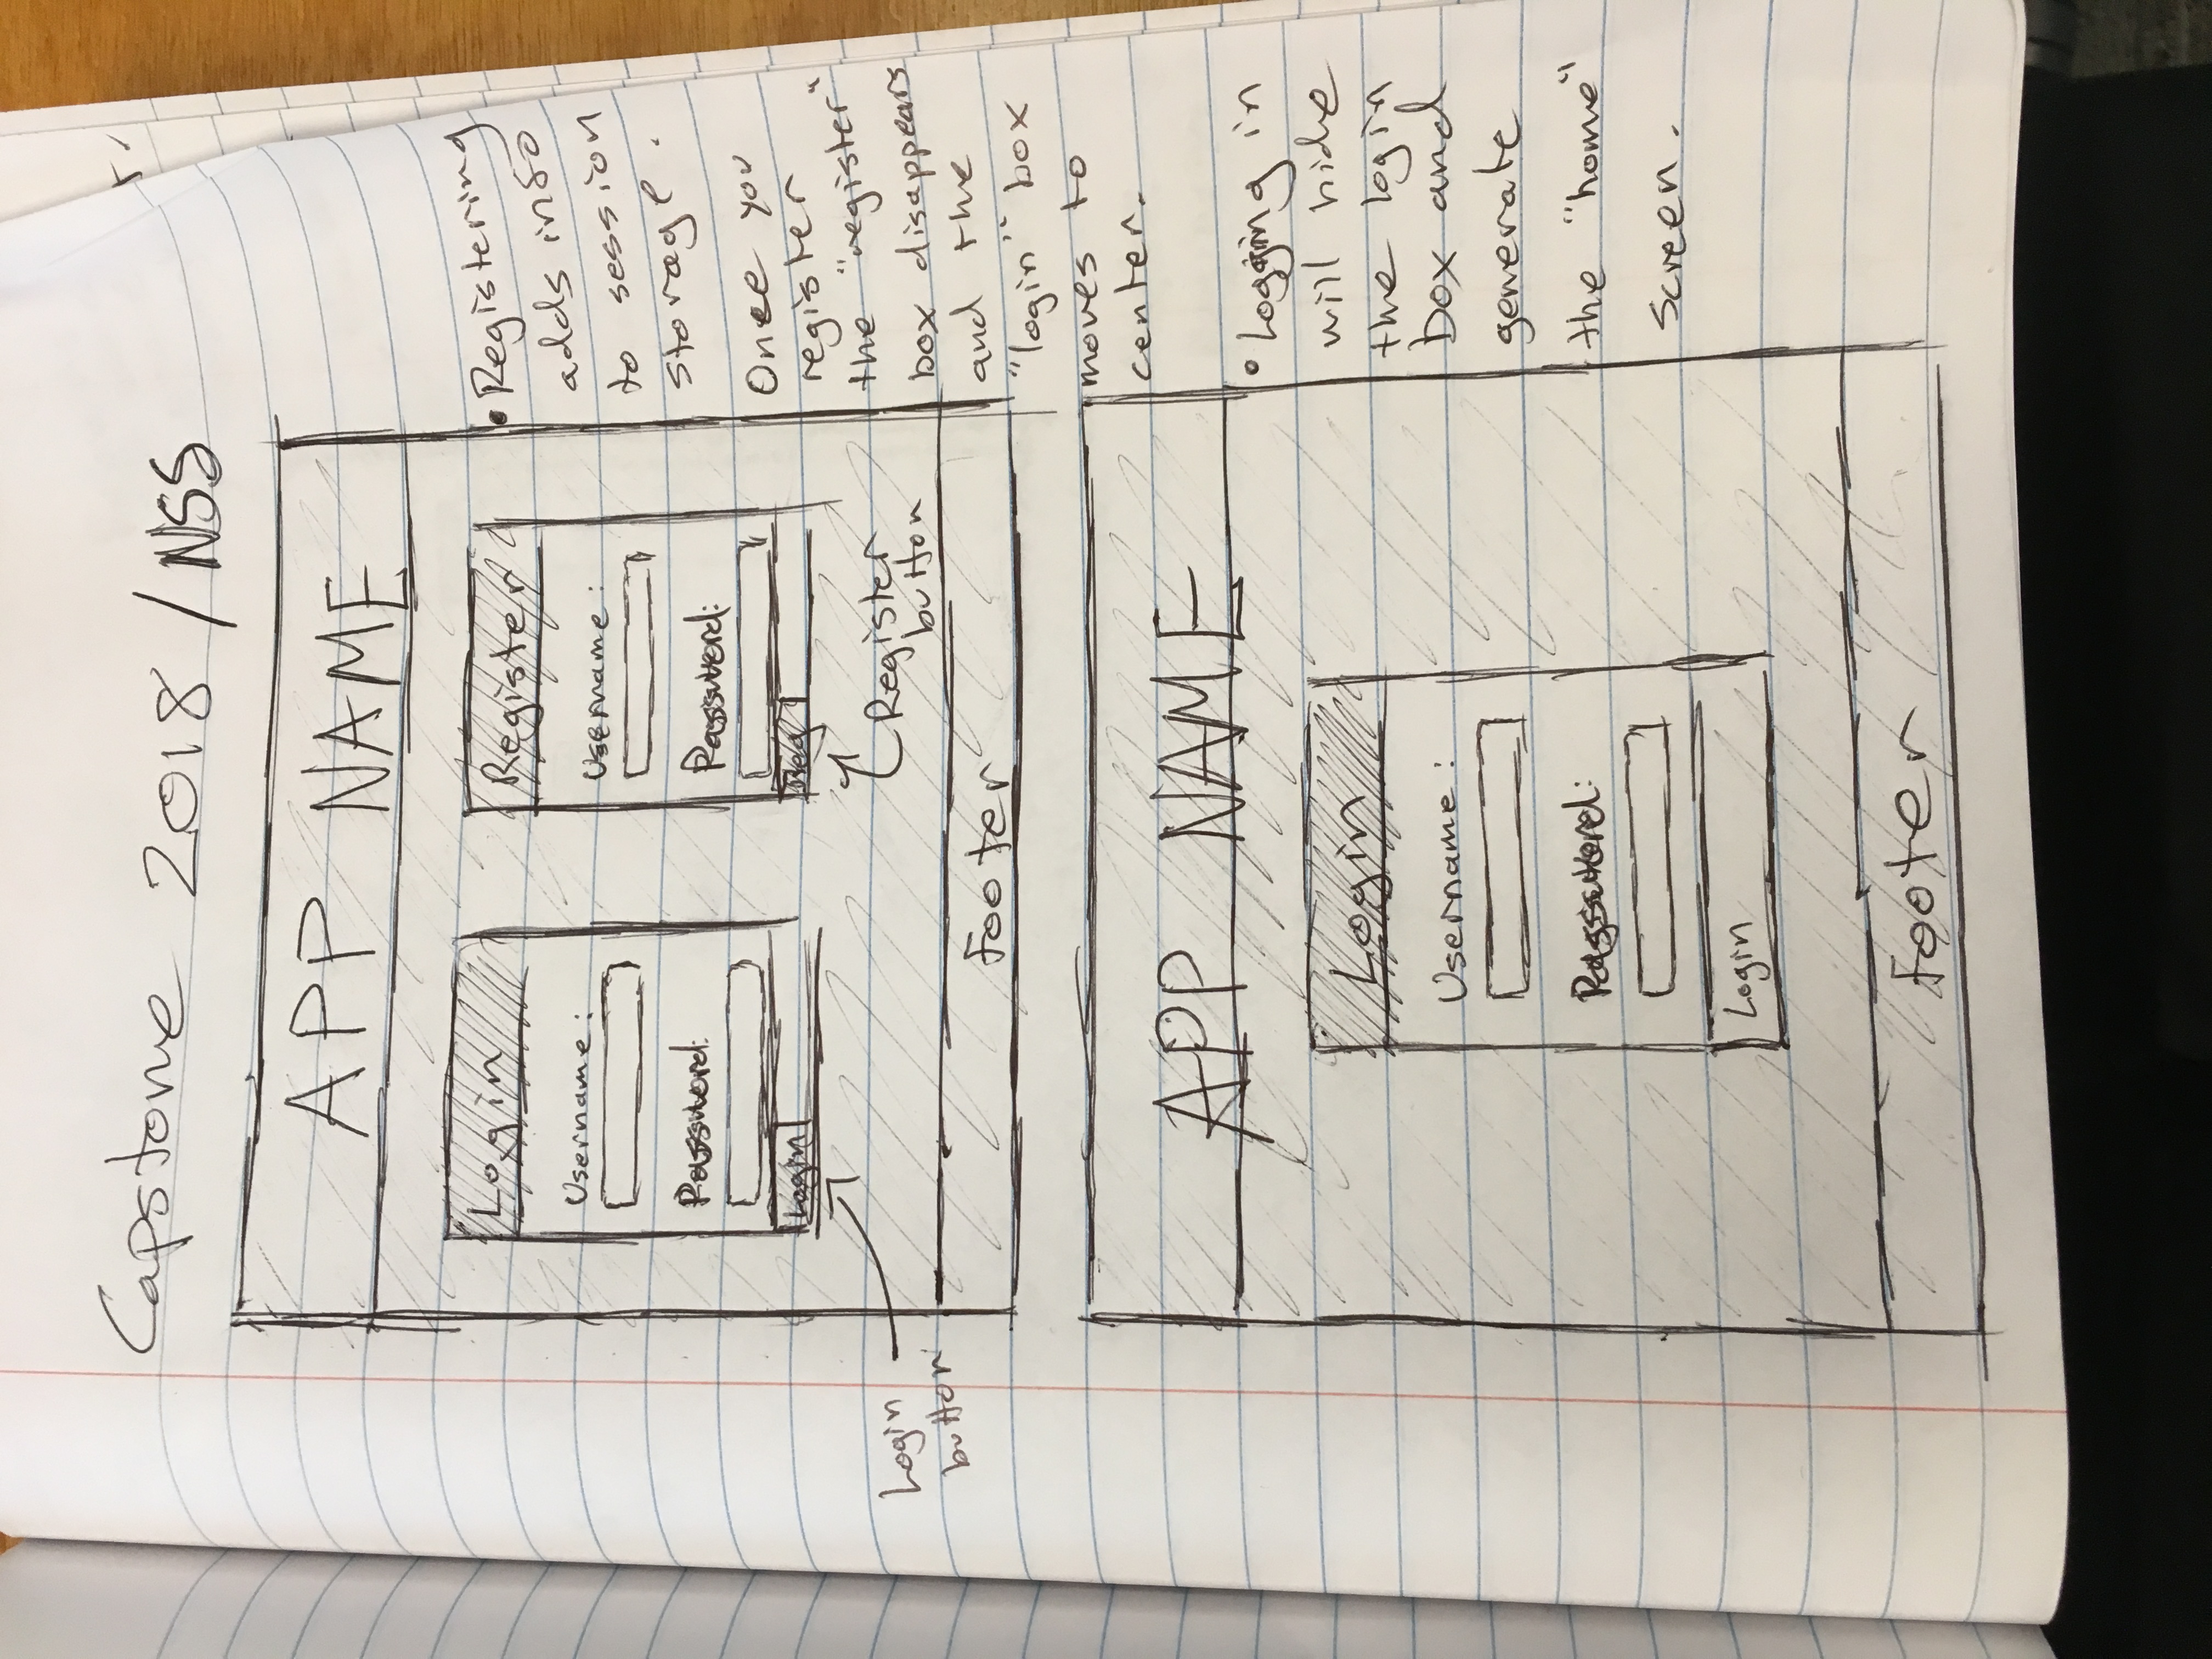 Capstone 2018 / NSS
APP NAME
Login
Username:
Password:
Login
Register
Username:
Password:
Reg
Login
button
Register
button
Footer
• Registering
adds info
to session
storage.
Once you
register
the "register"
box disappears
and the
"login" box
moves to
center.
APP NAME
Login
Username:
Password:
Login
Footer
• Logging in
will hide
the login
box and
generate
the "home"
screen.